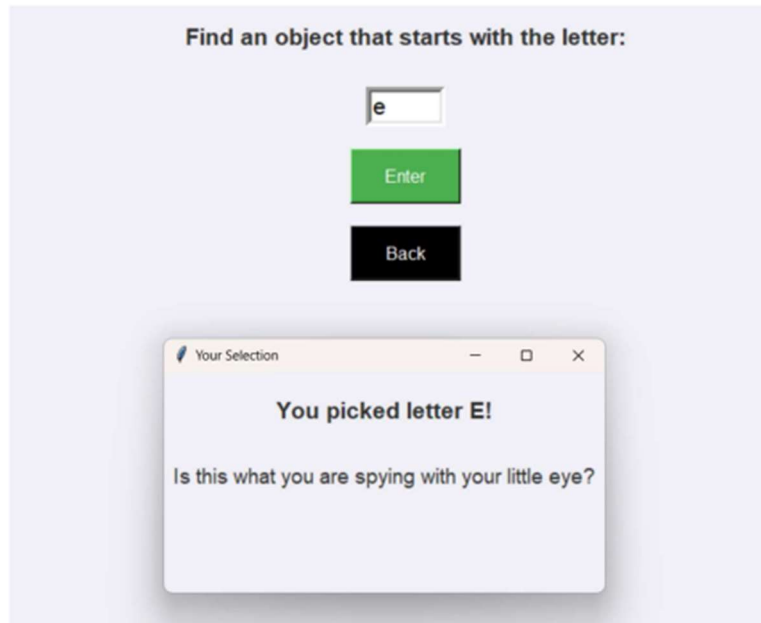 Find an object that starts with the letter:
e
Enter
Back
Your Selection
You picked letter E!
Is this what you are spying with your little eye?